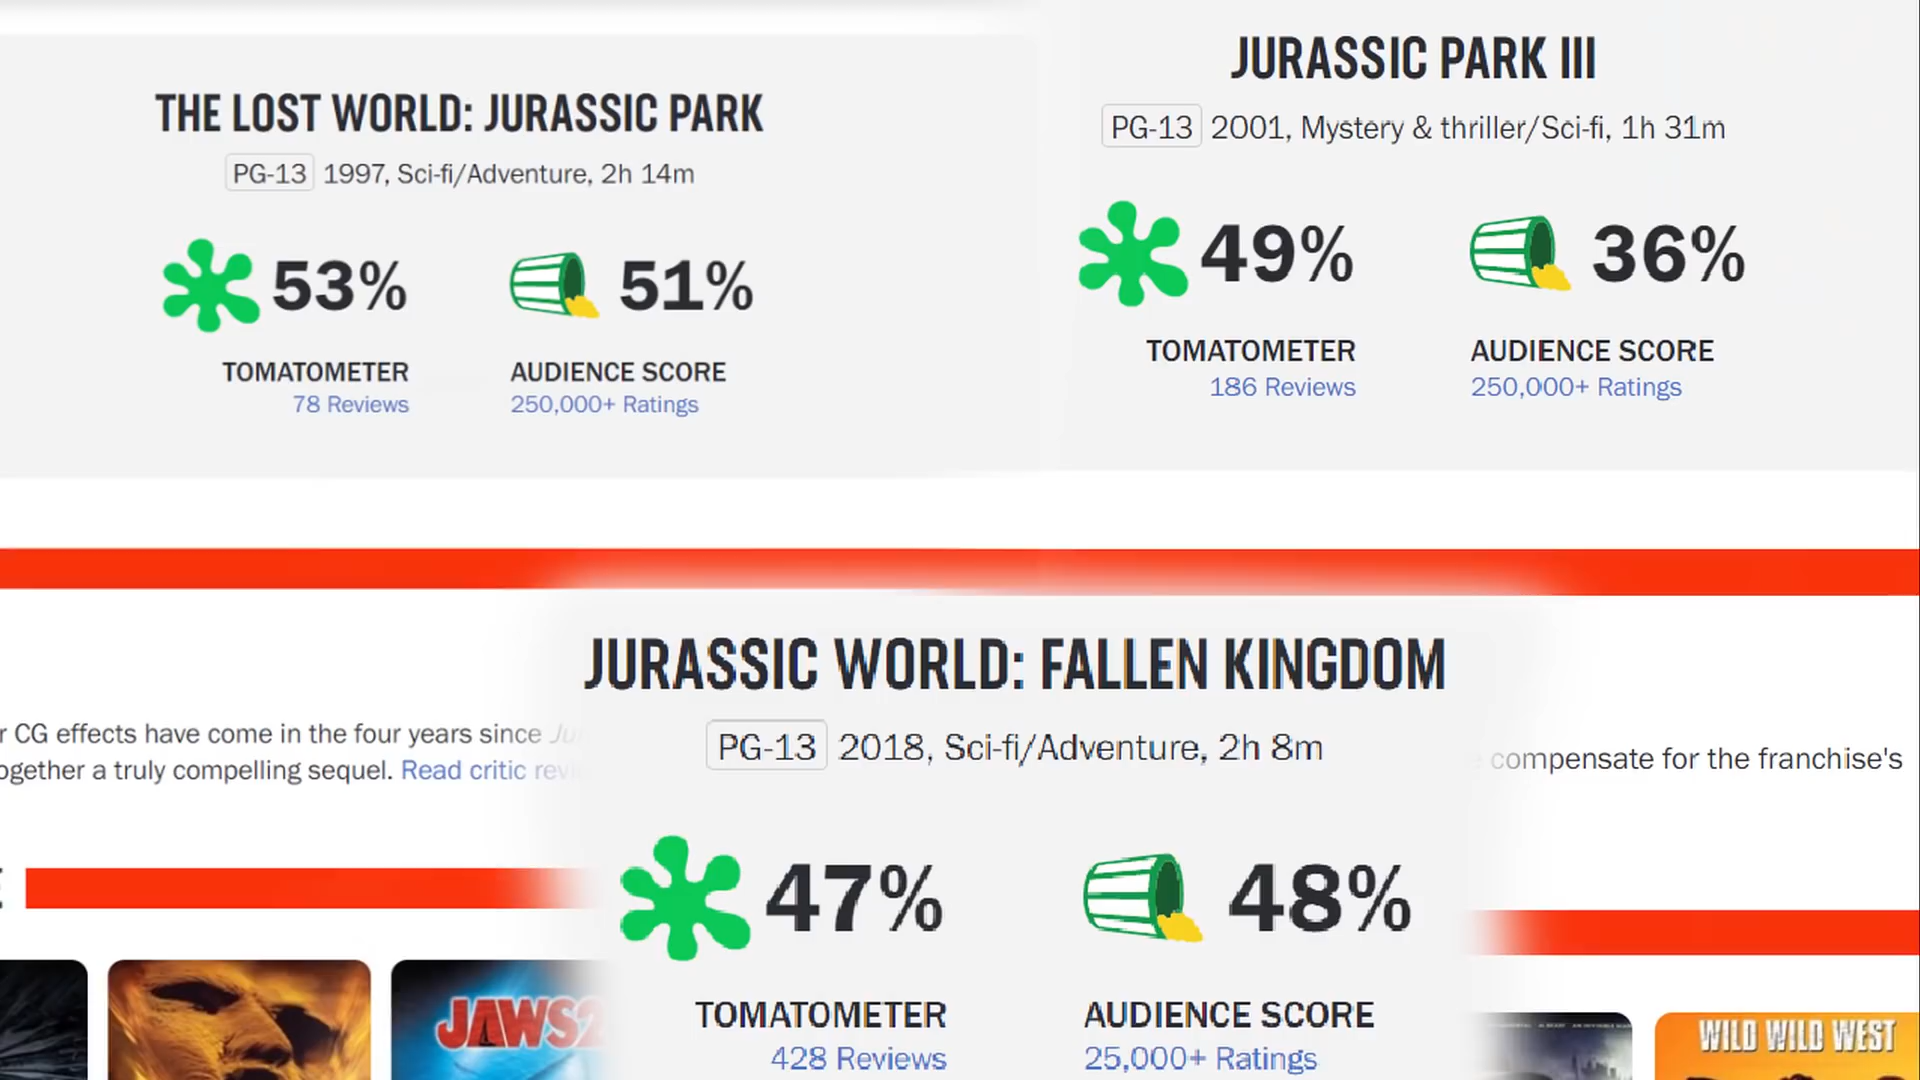 THE LOST WORLD: JURASSIC PARK
PG-13 1997, Sci-fi/Adventure, 2h 14m
53%
51%
TOMATOMETER
78 Reviews
AUDIENCE SCORE
250,000+ Ratings
JURASSIC PARK III
PG-13 2001, Mystery & thriller/Sci-fi, 1h 31m
49%
36%
TOMATOMETER
186 Reviews
AUDIENCE SCORE
250,000+ Ratings
r CG effects have come in the four years since
ogether a truly compelling sequel. Read critic
JURASSIC WORLD: FALLEN KINGDOM
PG-13 2018, Sci-fi/Adventure, 2h 8m
47%
48%
TOMATOMETER
428 Reviews
AUDIENCE SCORE
25,000+ Ratings
compensate for the franchise's
JAWS 2
WILD WILD WEST